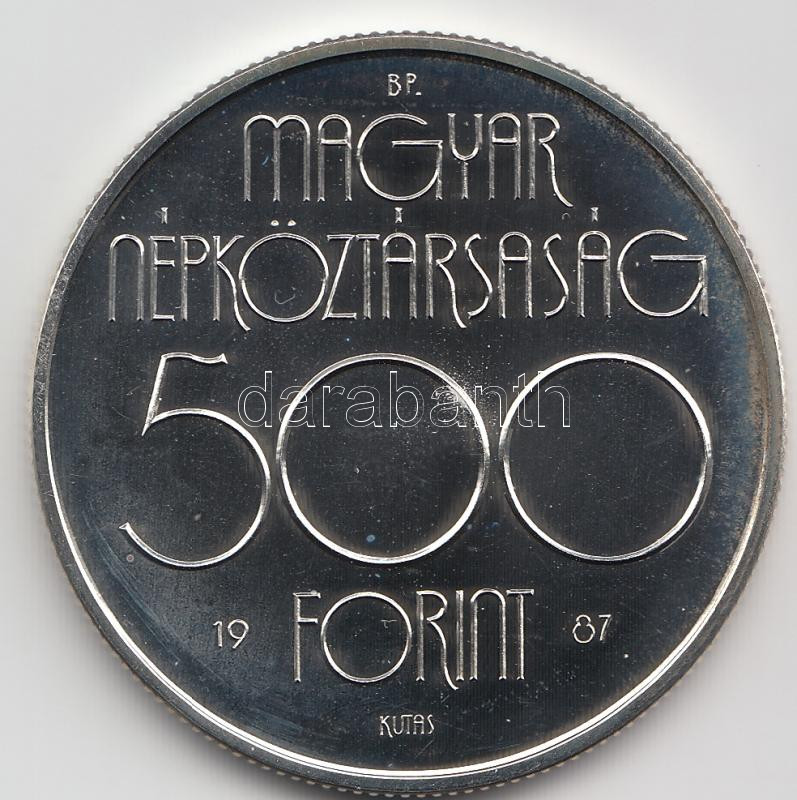 BP.
MAGYAR
NÉPKÖZTÁRSASÁG
500
darabanth
19 FORINT 87
KUTAS